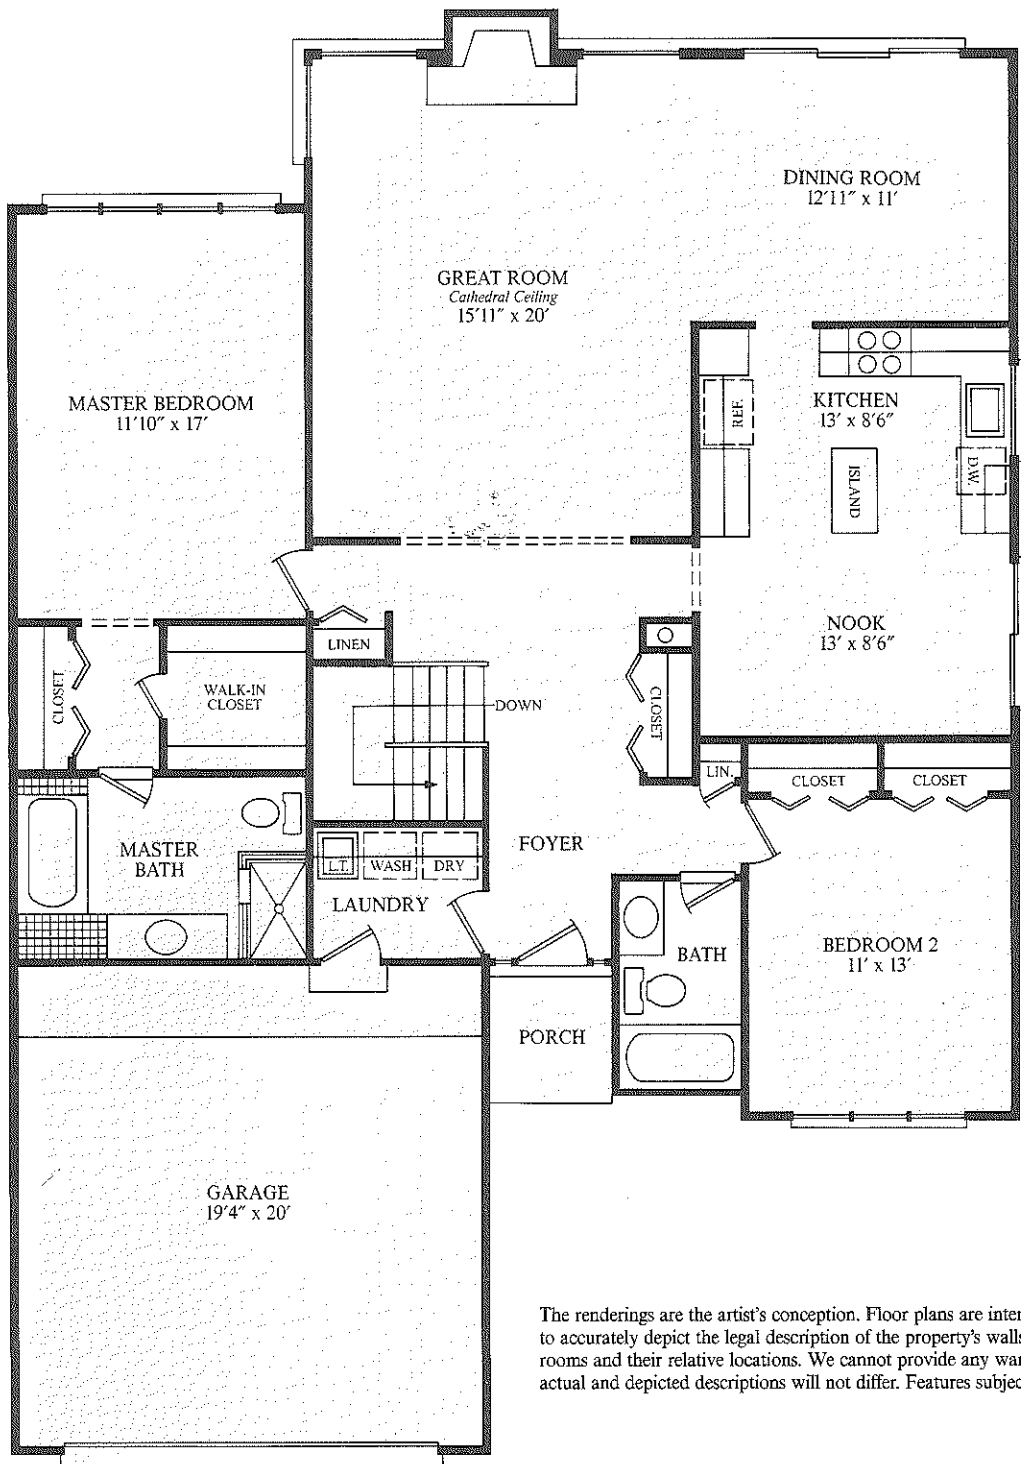 DINING ROOM
12'11" x 11'
GREAT ROOM
Cathedral Ceiling
15'11" x 20'
MASTER BEDROOM
11'10" x 17'
REF.
KITCHEN
13' x 8'6"
ISLAND
D.W.
NOOK
13' x 8'6"
LINEN
CLOSET
WALK-IN
CLOSET
DOWN
CLOSET
LIN.
CLOSET
CLOSET
MASTER
BATH
L.T.
WASH
DRY
LAUNDRY
FOYER
BATH
BEDROOM 2
11' x 13'
PORCH
GARAGE
19'4" x 20'
The renderings are the artist's conception. Floor plans are
to accurately depict the legal description of the property's walls
rooms and their relative locations. We cannot provide any
actual and depicted descriptions will not differ. Features